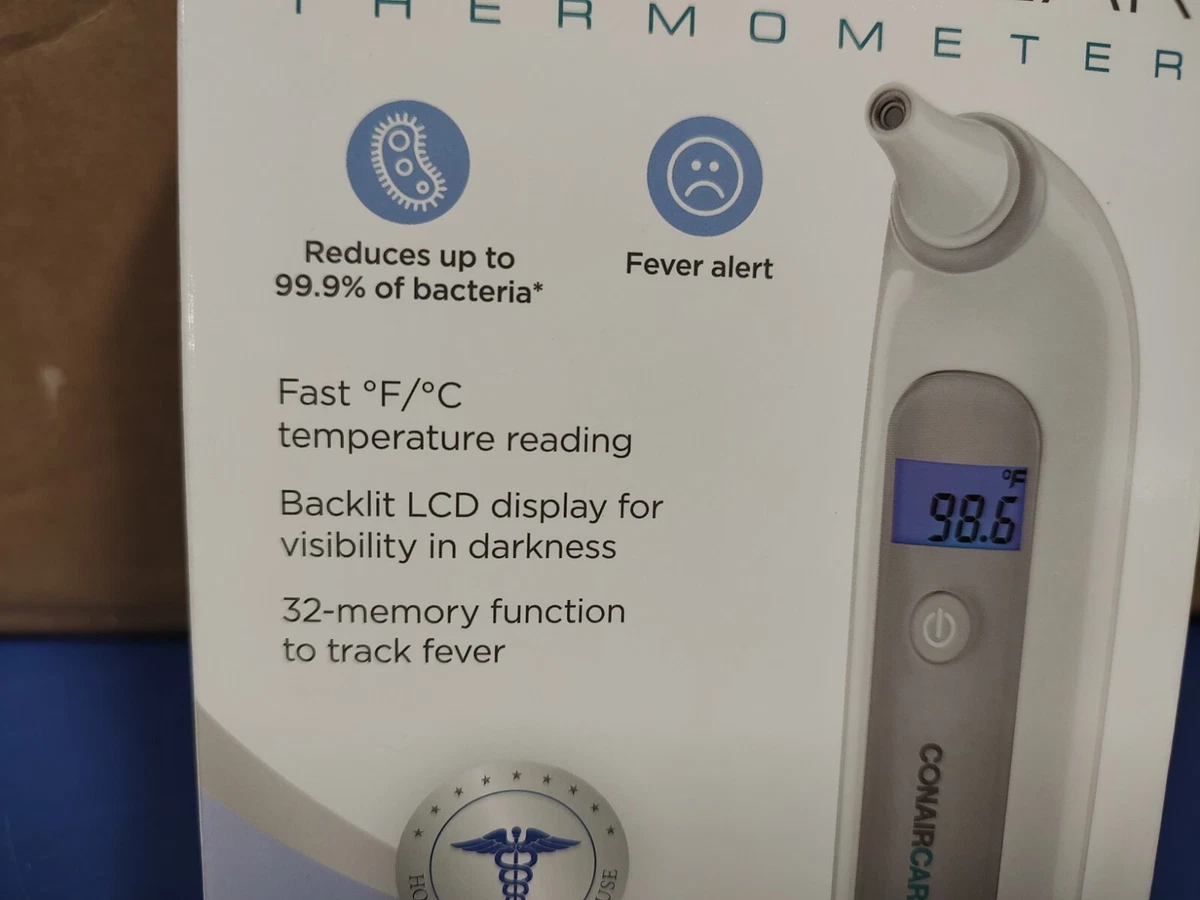 THERMOMETER
Reduces up to
99.9% of bacteria*
Fever alert
Fast °F/°C
temperature reading
Backlit LCD display for
visibility in darkness
32-memory function
to track fever
°F
98.6
CONAIRCAR